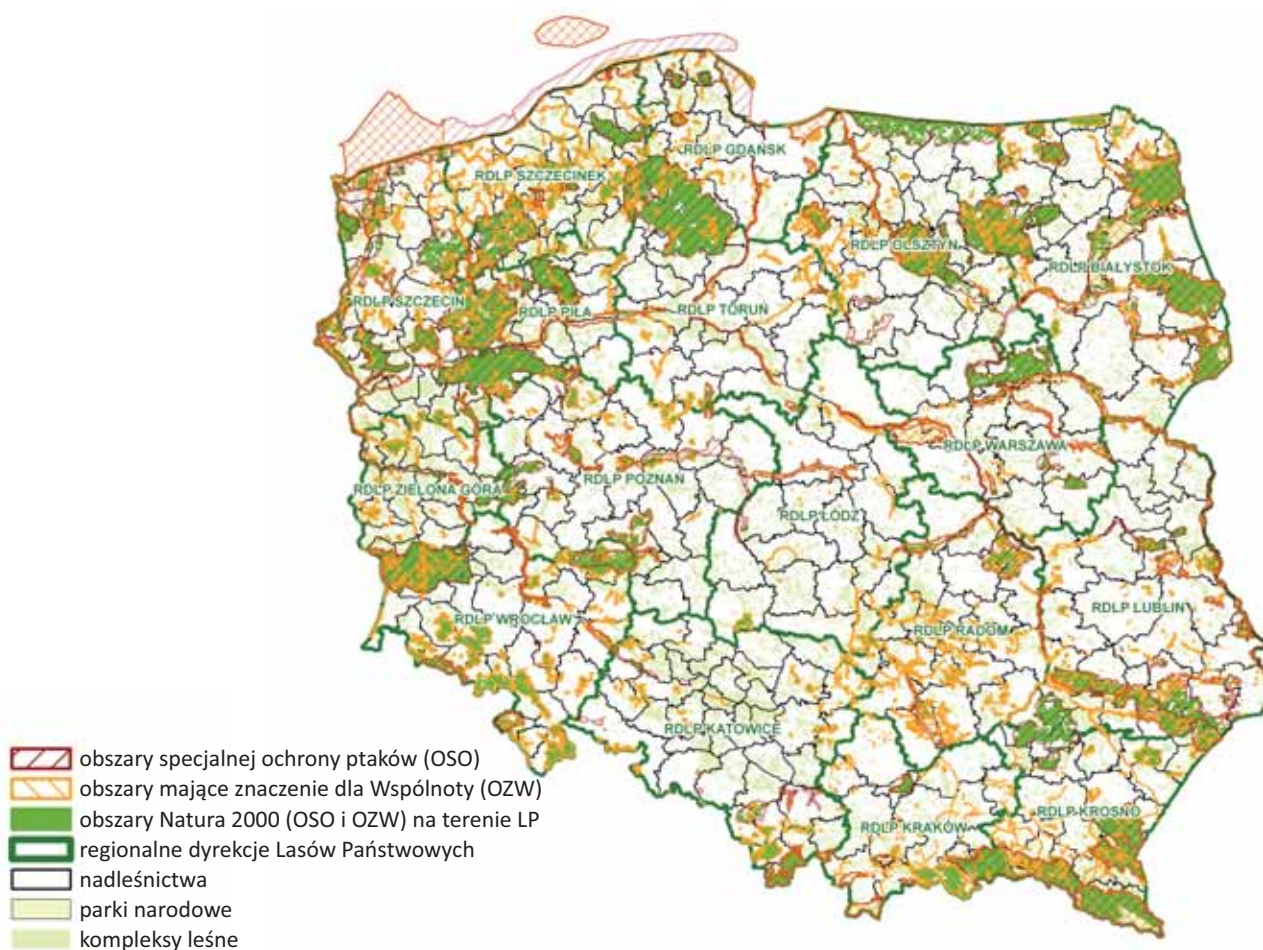 RDLP GDAŃSK
RDLP SZCZECINEK
RDLP OLSZTYN
RDLP BIAŁYSTOK
RDLP SZCZECIN
RDLP PIŁA
RDLP TORUŃ
RDLP WARSZAWA
RDLP ZIELONA GÓRA
RDLP POZNAŃ
RDLP ŁÓDŹ
RDLP LUBLIN
RDLP WROCŁAW
RDLP RADOM
RDLP KATOWICE
RDLP KROSNO
RDLP KRAKÓW
obszary specjalnej ochrony ptaków (OSO)
obszary mające znaczenie dla Wspólnoty (OZW)
obszary Natura 2000 (OSO i OZW) na terenie LP
regionalne dyrekcje Lasów Państwowych
nadleśnictwa
parki narodowe
kompleksy leśne